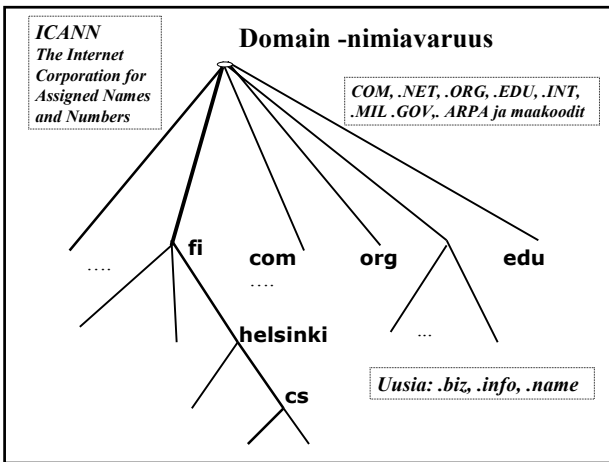 ICANN
The Internet
Corporation for
Assigned Names
and Numbers
Domain -nimiavaruus
COM, .NET, .ORG, .EDU, .INT,
.MIL .GOV,. ARPA ja maakoodit
fi
com
org
edu
....
....
...
helsinki
cs
Uusia: .biz, .info, .name